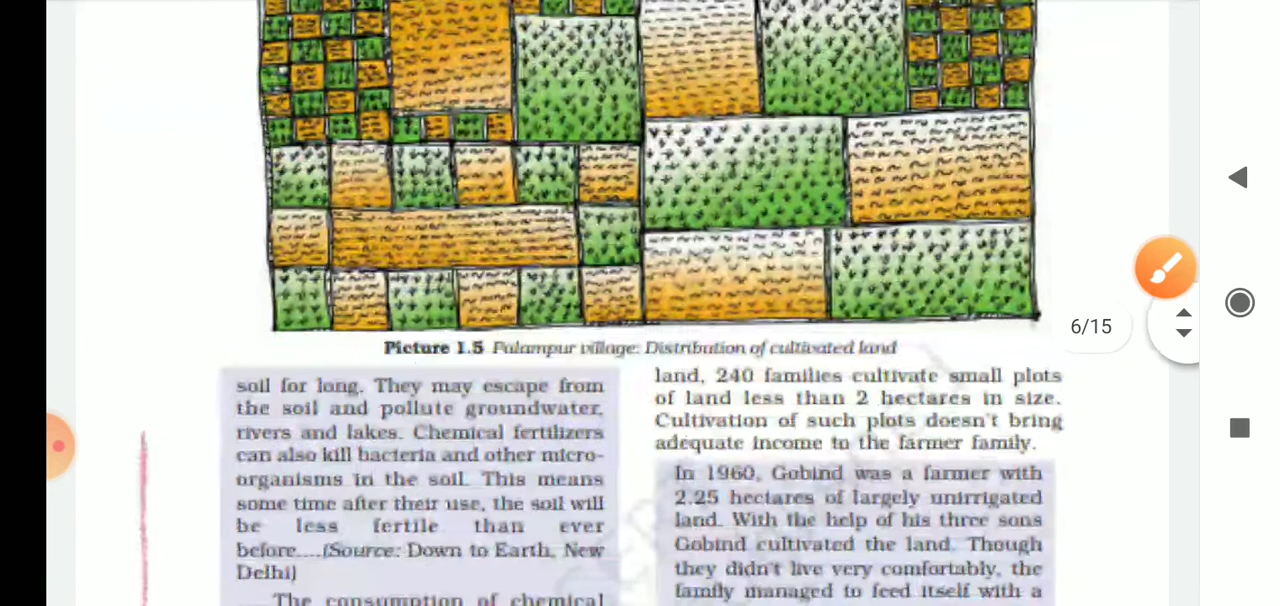 6/15
Picture 1.5 Palampur village: Distribution of cultivated land
soil for long. They may escape from
the soil and pollute groundwater,
rivers and lakes. Chemical fertilizers
can also kill bacteria and other micro-
organisms in the soil. This means
some time after their use, the soil will
be less fertile than ever
before....(Source: Down to Earth, New
Delhi)
.....The consumption of chemical
land, 240 families cultivate small plots
of land less than 2 hectares in size.
Cultivation of such plots doesn't bring
adequate income to the farmer family.
In 1960, Gobind was a farmer with
2.25 hectares of largely unirrigated
land. With the help of his three sons
Gobind cultivated the land. Though
they didn't live very comfortably, the
family managed to feed itself with a